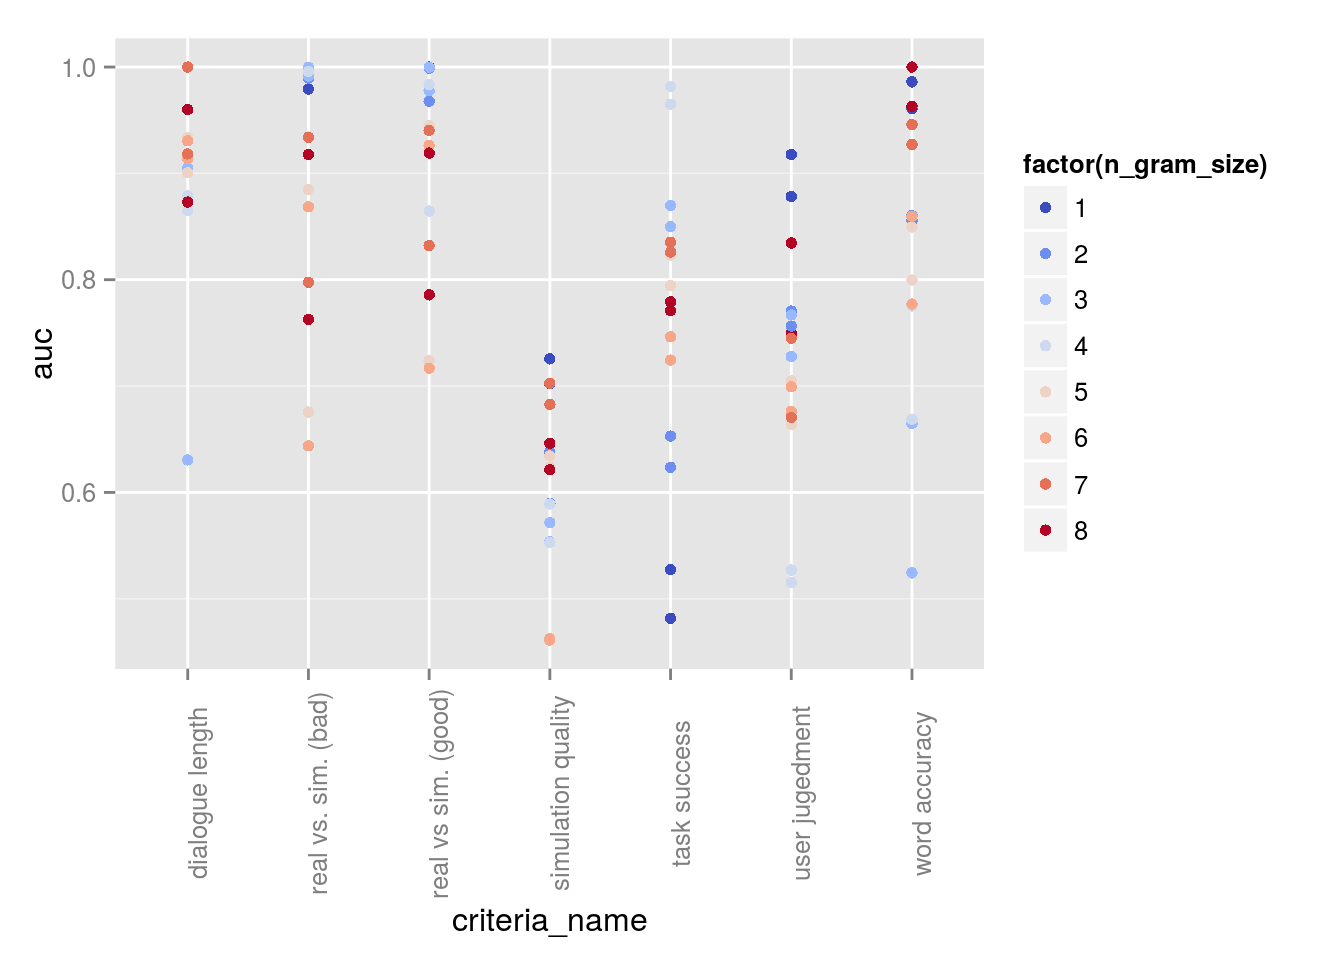 1.0
0.8
0.6
auc
dialogue length
real vs. sim. (bad)
real vs sim. (good)
simulation quality
task success
user jugedment
word accuracy
criteria_name
factor(n_gram_size)
1
2
3
4
5
6
7
8